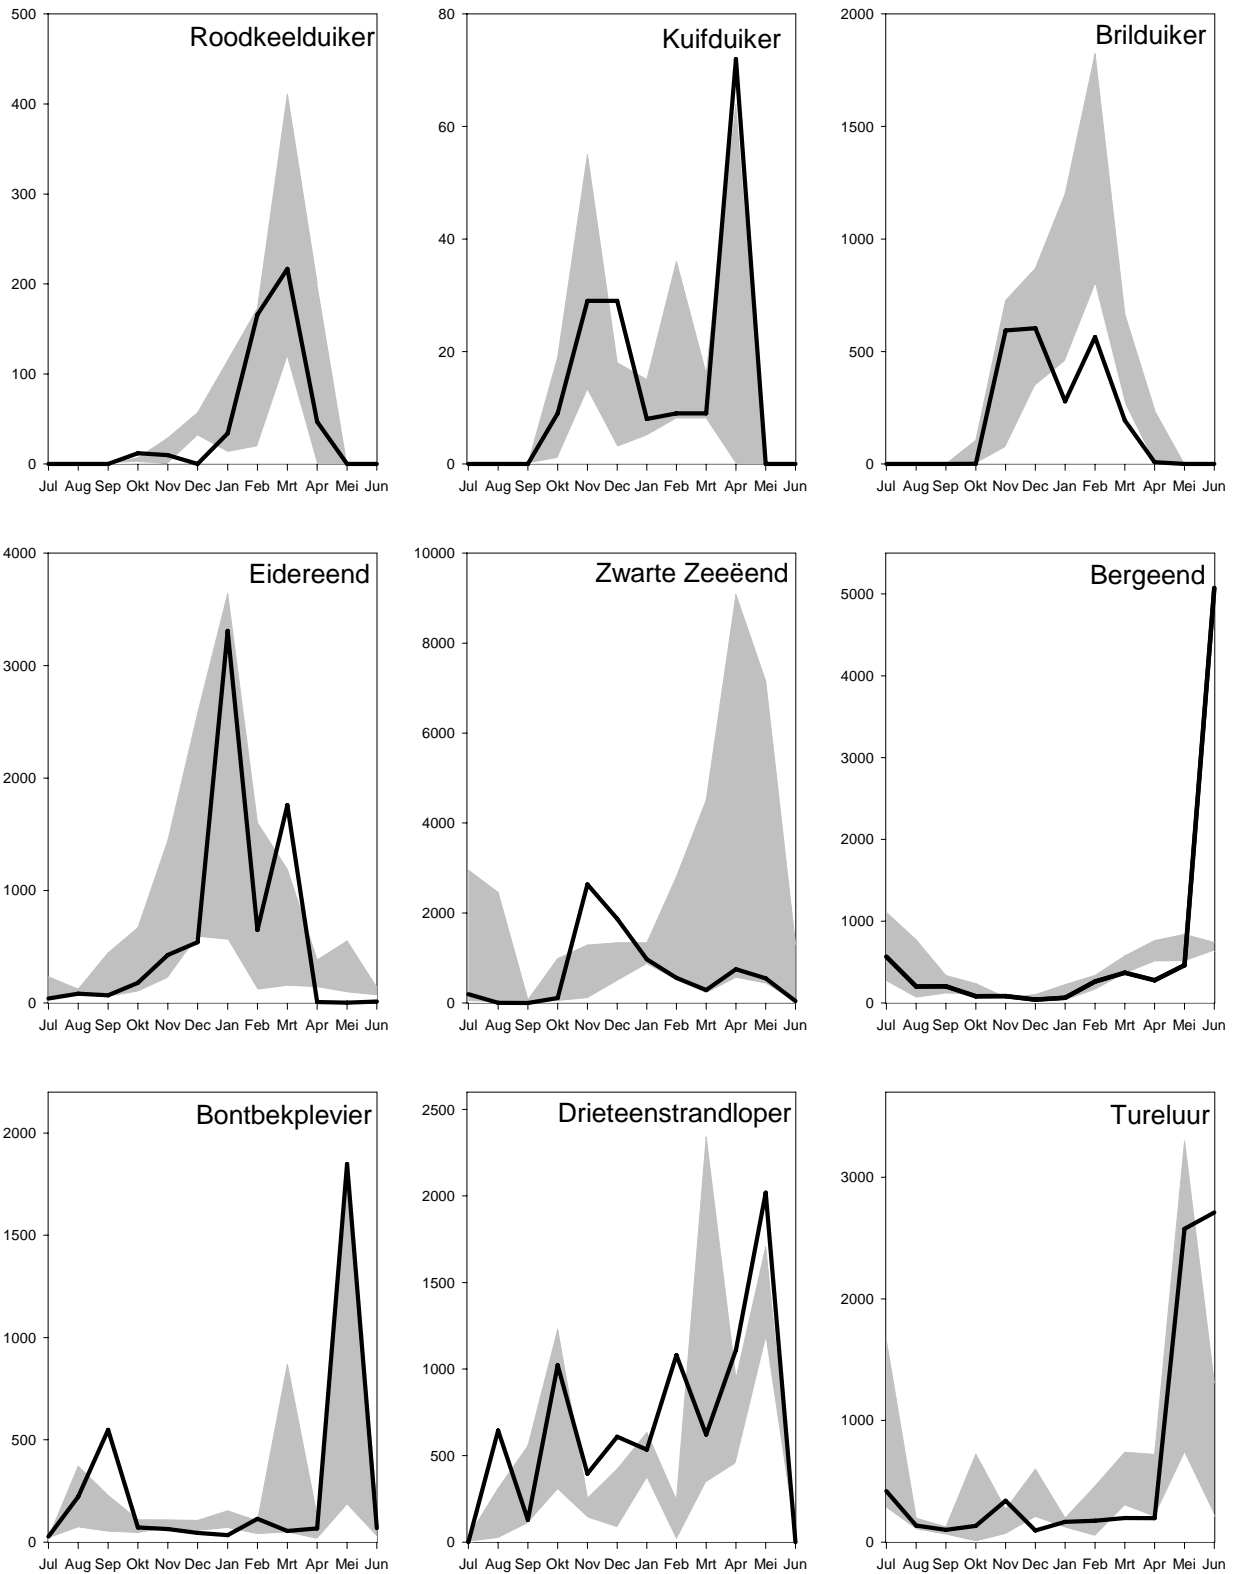 Roodkeelduiker
500
400
300
200
100
0
Jul Aug Sep Okt Nov Dec Jan Feb Mrt Apr Mei Jun
Kuifduiker
80
60
40
20
0
Jul Aug Sep Okt Nov Dec Jan Feb Mrt Apr Mei Jun
Brilduiker
2000
1500
1000
500
0
Jul Aug Sep Okt Nov Dec Jan Feb Mrt Apr Mei Jun
Eidereend
4000
3000
2000
1000
0
Jul Aug Sep Okt Nov Dec Jan Feb Mrt Apr Mei Jun
Zwarte Zeeëend
10000
8000
6000
4000
2000
0
Jul Aug Sep Okt Nov Dec Jan Feb Mrt Apr Mei Jun
Bergeend
5000
4000
3000
2000
1000
0
Jul Aug Sep Okt Nov Dec Jan Feb Mrt Apr Mei Jun
Bontbekplevier
2000
1500
1000
500
0
Jul Aug Sep Okt Nov Dec Jan Feb Mrt Apr Mei Jun
Drieteenstrandloper
2500
2000
1500
1000
500
0
Jul Aug Sep Okt Nov Dec Jan Feb Mrt Apr Mei Jun
Tureluur
3000
2000
1000
0
Jul Aug Sep Okt Nov Dec Jan Feb Mrt Apr Mei Jun